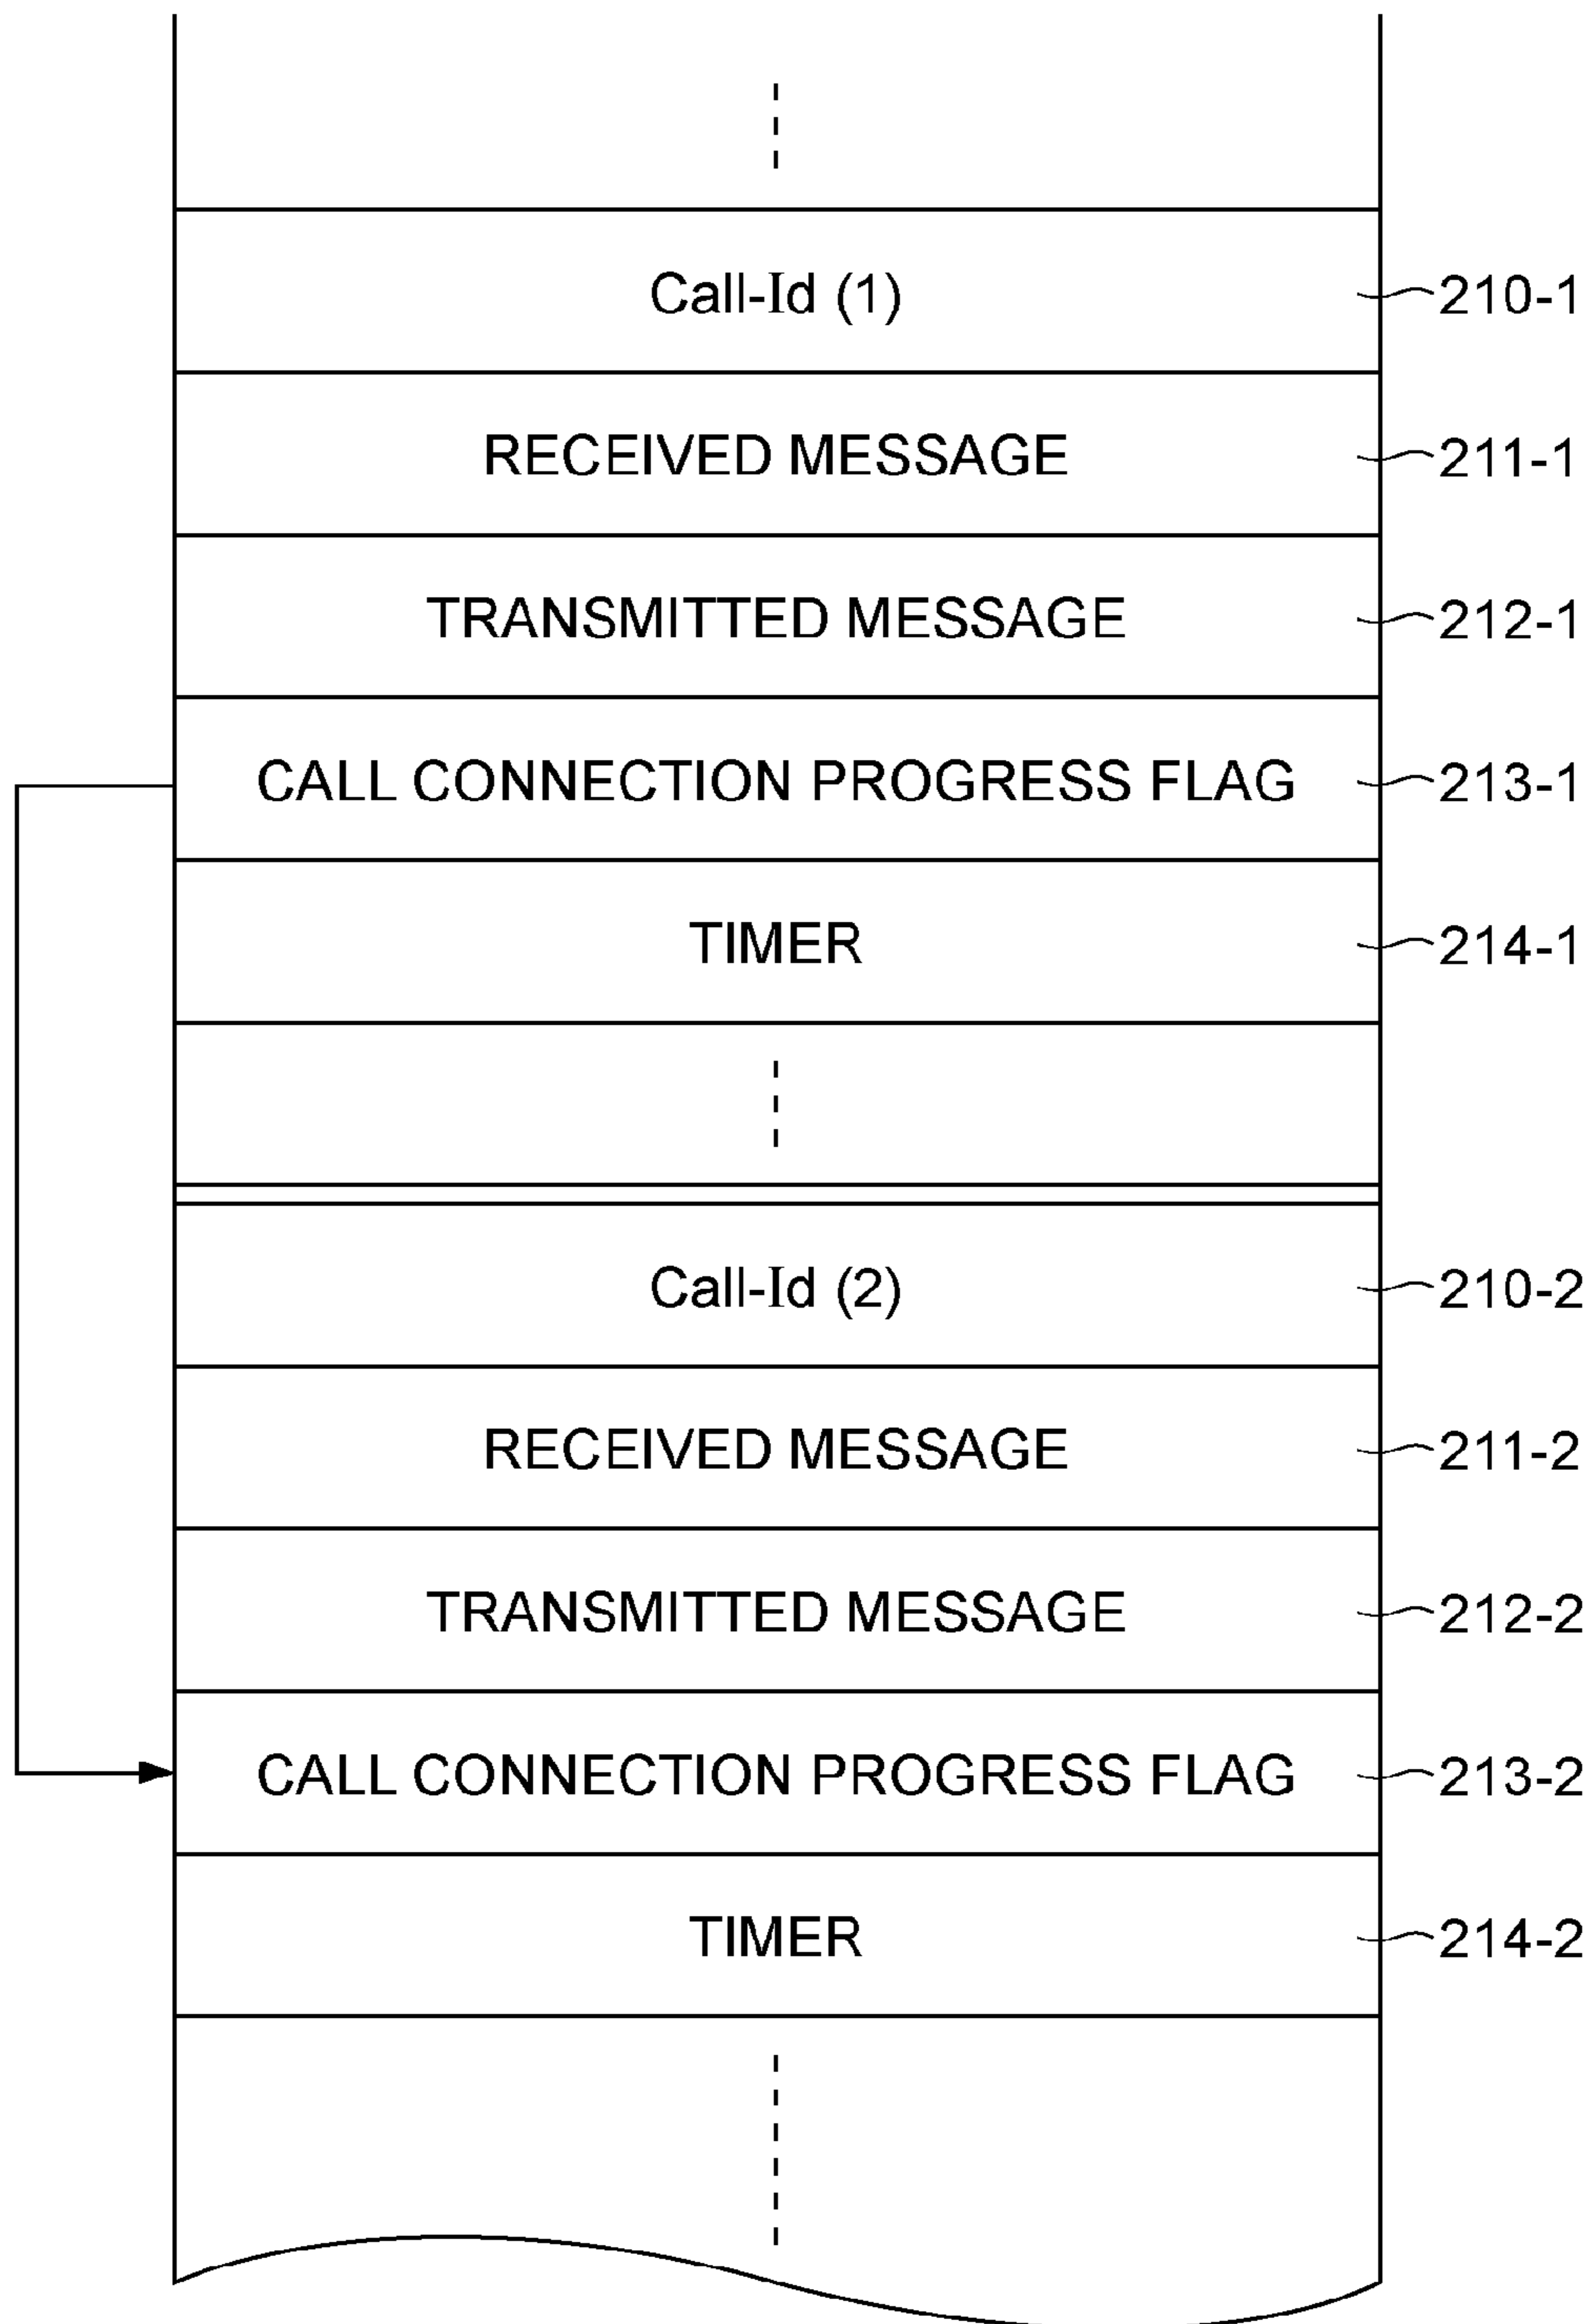 Call-Id (1) 210-1
RECEIVED MESSAGE 211-1
TRANSMITTED MESSAGE 212-1
CALL CONNECTION PROGRESS FLAG 213-1
TIMER 214-1
Call-Id (2) 210-2
RECEIVED MESSAGE 211-2
TRANSMITTED MESSAGE 212-2
CALL CONNECTION PROGRESS FLAG 213-2
TIMER 214-2